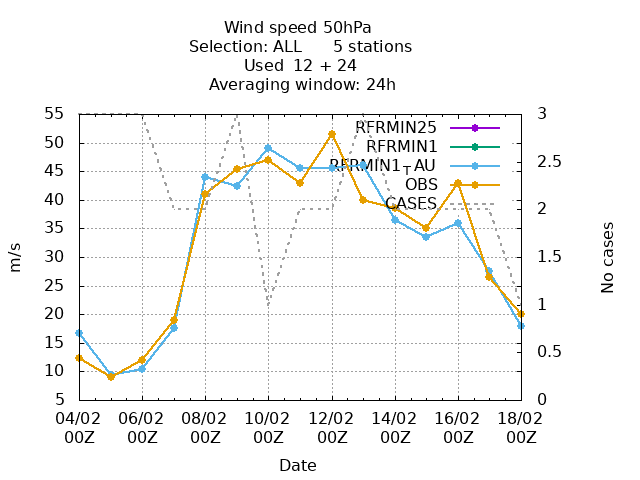 Wind speed 50hPa
Selection: ALL 5 stations
Used 12 + 24
Averaging window: 24h
55
50
45
40
35
30
25
20
15
10
5
m/s
RFRMIN25
RFRMIN1
RFRMIN1_AU
OBS
CASES
3
2.5
2
1.5
1
0.5
0
No cases
04/02 06/02 08/02 10/02 12/02 14/02 16/02 18/02
00Z 00Z 00Z 00Z 00Z 00Z 00Z 00Z
Date